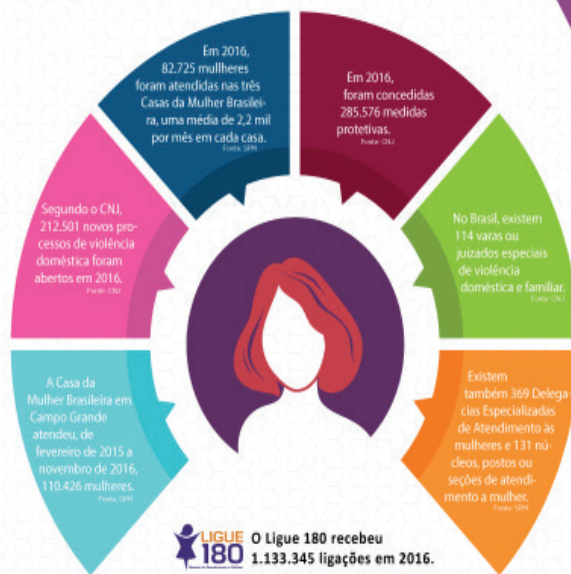 Em 2016,
82.725 mullheres
foram atendidas nas três
Casas da Mulher Brasilei-
ra, uma média de 2,2 mil
por mês em cada casa.
Fonte: SPM
Em 2016,
foram concedidas
285.576 medidas
protetivas.
Fonte: CNJ
Segundo o CNJ,
212.501 novos pro-
cessos de violência
doméstica foram
abertos em 2016.
Fonte: CNJ
No Brasil, existem
114 varas ou
juizados especiais
de violência
doméstica e familiar.
Fonte: CNJ
A Casa da
Mulher Brasileira em
Campo Grande
atendeu, de
fevereiro de 2015 a
novembro de 2016,
110.426 mulheres.
Fonte: SPM
Existem
também 369 Delega-
cias Especializadas
de Atendimento às
mulheres e 131 nú-
cleos, postos ou
seções de atendi-
mento a mulher.
Fonte: SPM
LIGUE
180
O Ligue 180 recebeu
1.133.345 ligações em 2016.